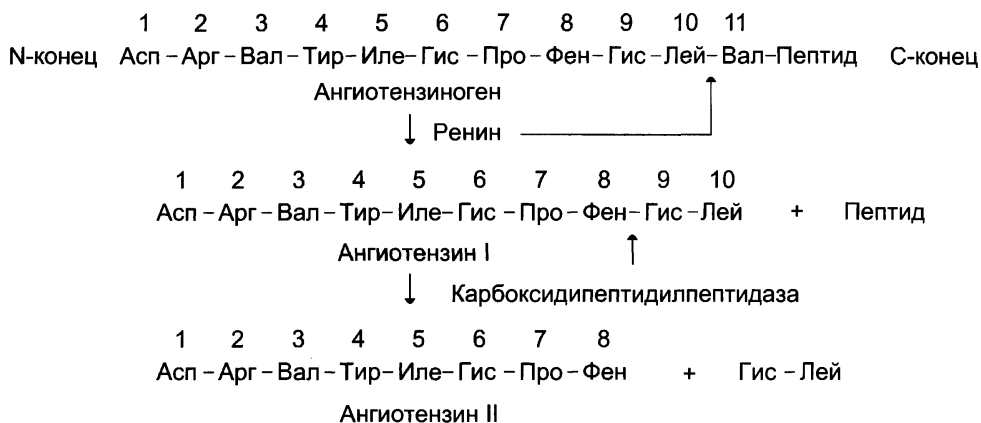 1 2 3 4 5 6 7 8 9 10 11
N-конец Асп – Арг – Вал – Тир – Иле – Гис – Про – Фен – Гис – Лей – Вал – Пептид С-конец
Ангиотензиноген
Ренин
1 2 3 4 5 6 7 8 9 10
Асп – Арг – Вал – Тир – Иле – Гис – Про – Фен – Гис – Лей + Пептид
Ангиотензин I
Карбоксидипептидилпептидаза
1 2 3 4 5 6 7 8
Асп – Арг – Вал – Тир – Иле – Гис – Про – Фен + Гис – Лей
Ангиотензин II